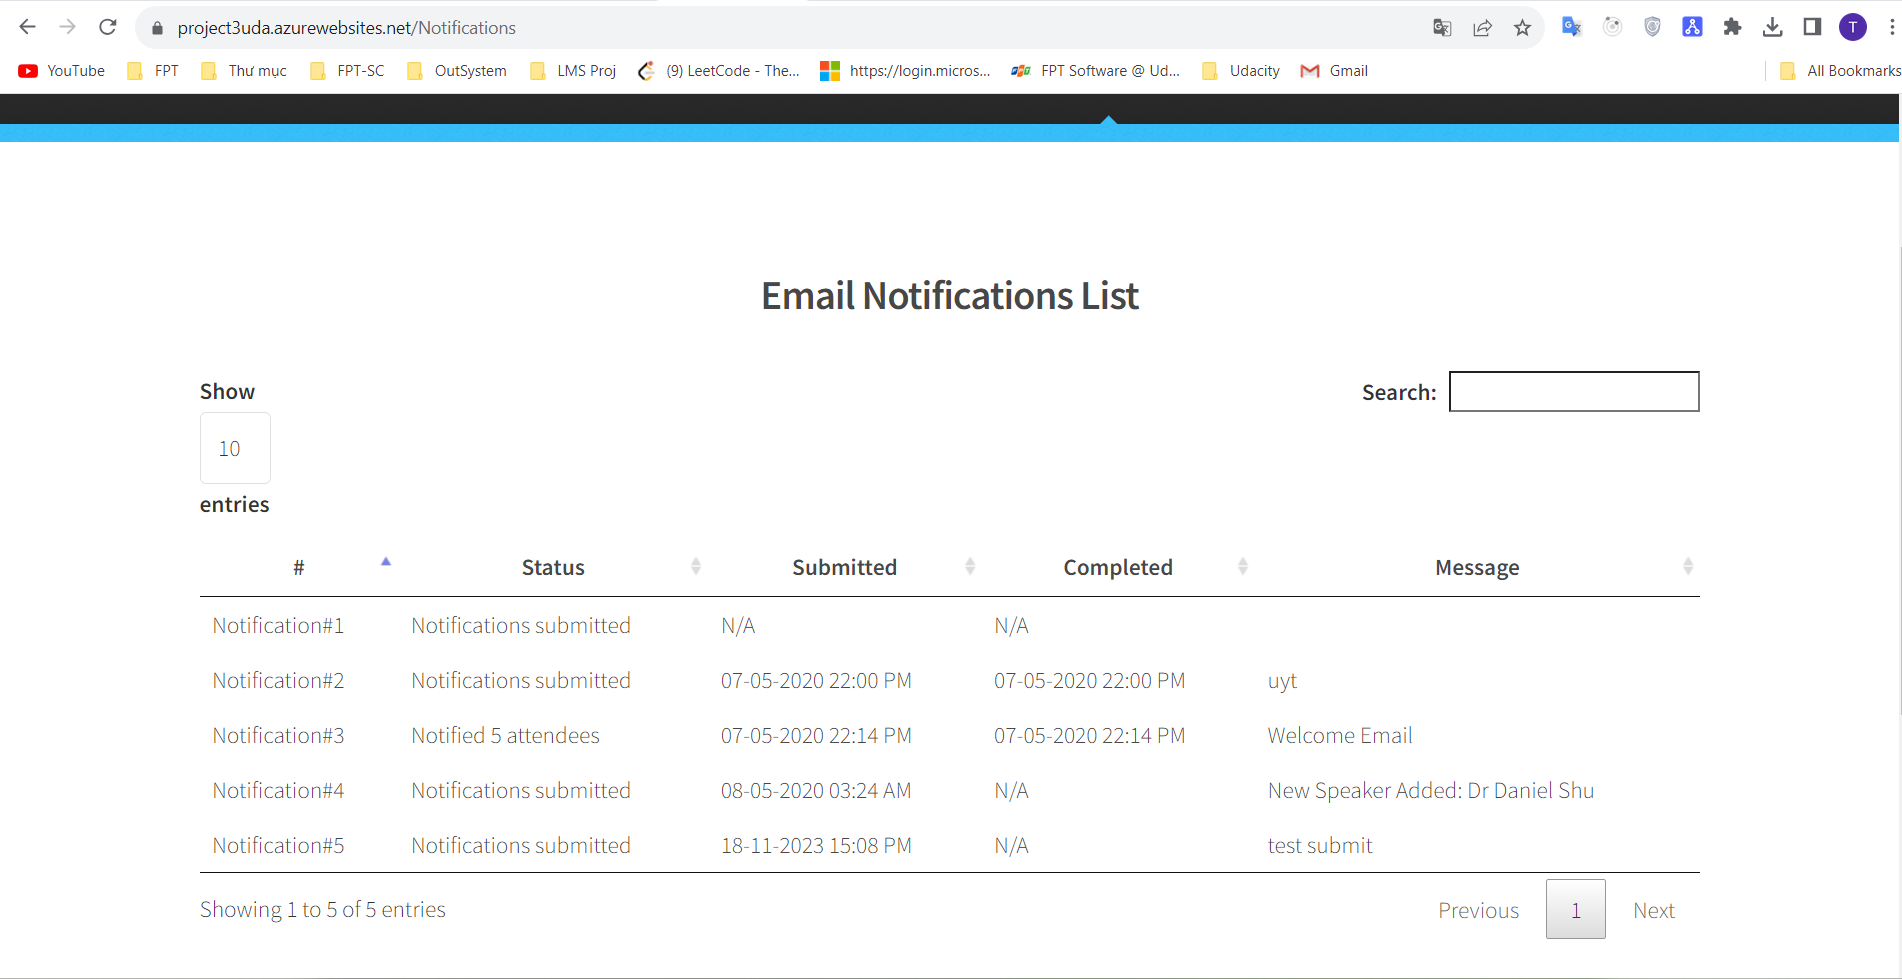 project3uda.azurewebsites.net/Notifications
T
YouTube FPT Thư mục FPT-SC OutSystem LMS Proj (9) LeetCode - The... https://login.micros... FPT Software @ Ud... Udacity Gmail All Bookmarks
Email Notifications List
Show
10
entries
Search:
# Status Submitted Completed Message
Notification#1 Notifications submitted N/A N/A
Notification#2 Notifications submitted 07-05-2020 22:00 PM 07-05-2020 22:00 PM uyt
Notification#3 Notified 5 attendees 07-05-2020 22:14 PM 07-05-2020 22:14 PM Welcome Email
Notification#4 Notifications submitted 08-05-2020 03:24 AM N/A New Speaker Added: Dr Daniel Shu
Notification#5 Notifications submitted 18-11-2023 15:08 PM N/A test submit
Showing 1 to 5 of 5 entries
Previous 1 Next